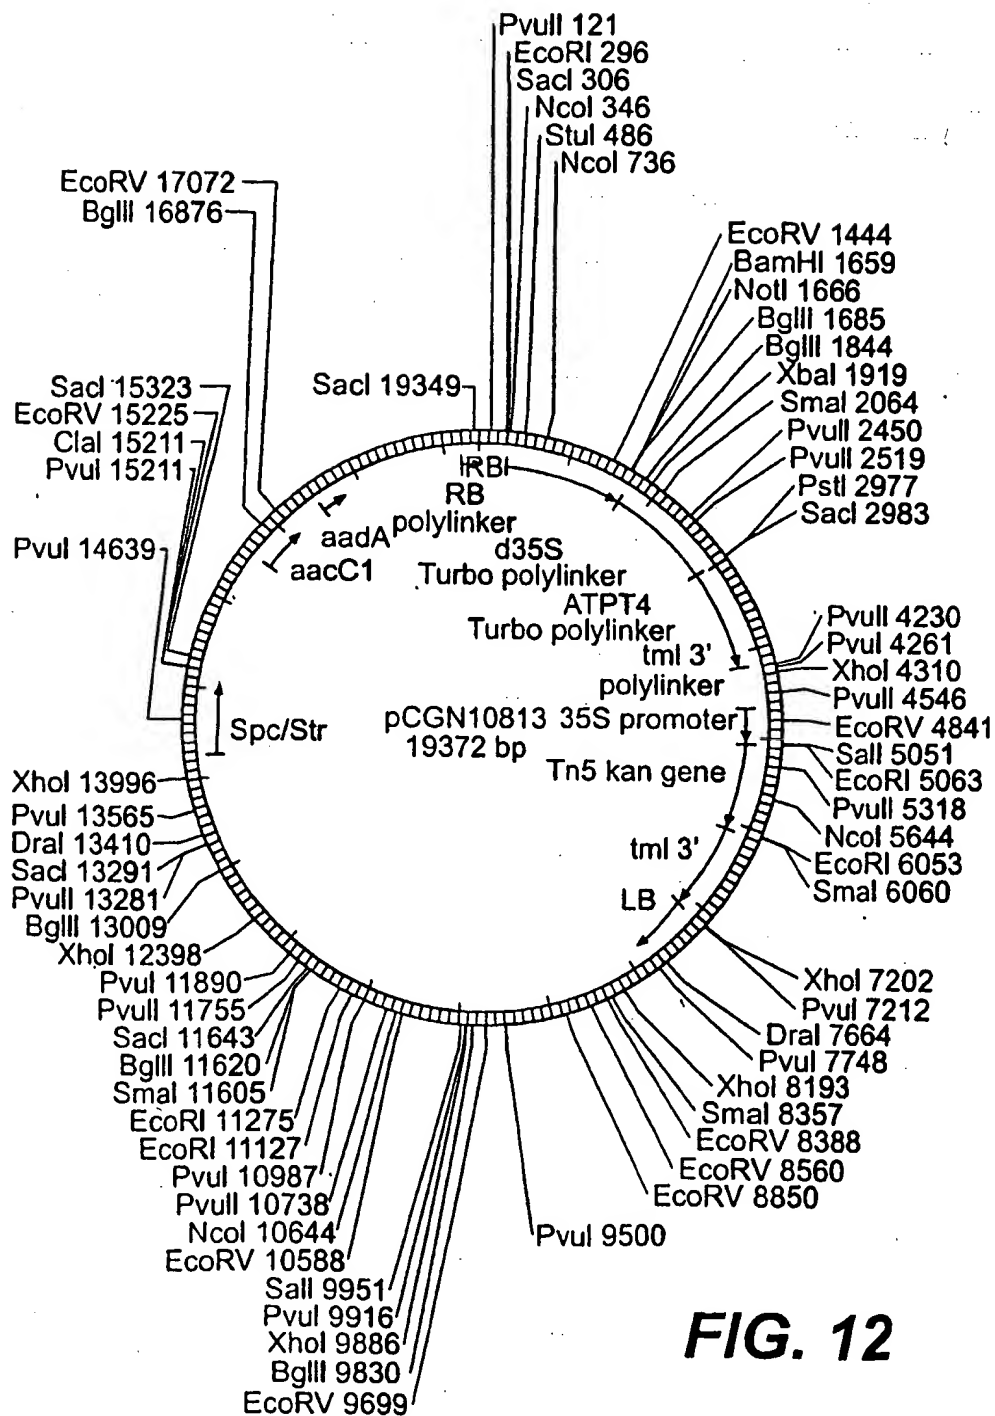 PvuII 121
EcoRI 296
SacI 306
NcoI 346
StuI 486
NcoI 736
EcoRV 17072
BglII 16876
EcoRV 1444
BamHI 1659
NotI 1666
BglII 1685
BglII 1844
XbaI 1919
SmaI 2064
PvuII 2450
PvuII 2519
PstI 2977
SacI 2983
SacI 19349
SacI 15323
EcoRV 15225
ClaI 15211
PvuI 15211
PvuI 14639
RB
RB
polylinker
aadA
aacC1
d35S
Turbo polylinker
ATPT4
Turbo polylinker
tml 3'
polylinker
pCGN10813
19372 bp
35S promoter
Tn5 kan gene
tml 3'
LB
Spc/Str
PvuII 4230
PvuI 4261
XhoI 4310
PvuII 4546
EcoRV 4841
SalI 5051
EcoRI 5063
PvuII 5318
NcoI 5644
EcoRI 6053
SmaI 6060
XhoI 7202
PvuI 7212
DraI 7664
PvuI 7748
XhoI 8193
SmaI 8357
EcoRV 8388
EcoRV 8560
EcoRV 8850
PvuI 9500
XhoI 13996
PvuI 13565
DraI 13410
SacI 13291
PvuII 13281
BglII 13009
XhoI 12398
PvuI 11890
PvuII 11755
SacI 11643
BglII 11620
SmaI 11605
EcoRI 11275
EcoRI 11127
PvuI 10987
PvuII 10738
NcoI 10644
EcoRV 10588
SalI 9951
PvuI 9916
XhoI 9886
BglII 9830
EcoRV 9699
FIG. 12